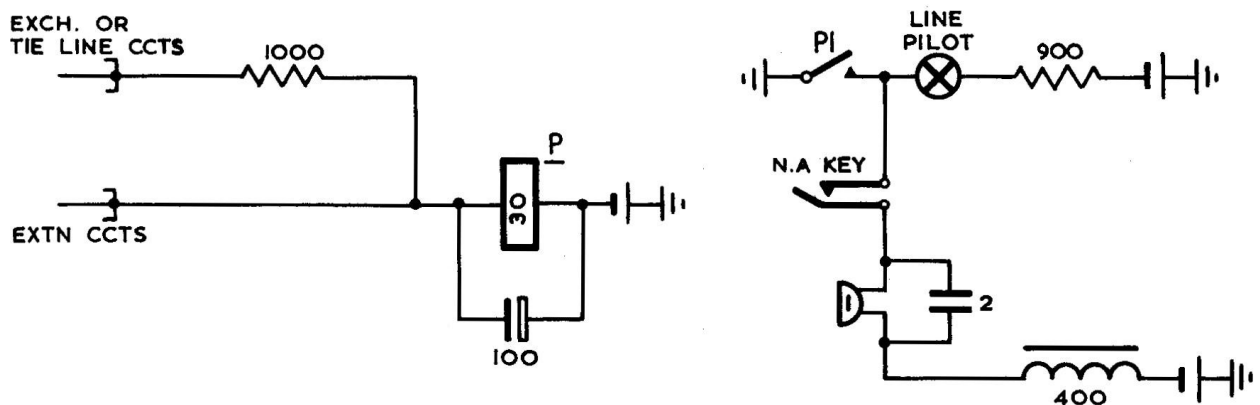 EXCH. OR
TIE LINE CCTS
1000
EXTN CCTS
P
30
100
P1
LINE
PILOT
900
N.A KEY
2
400